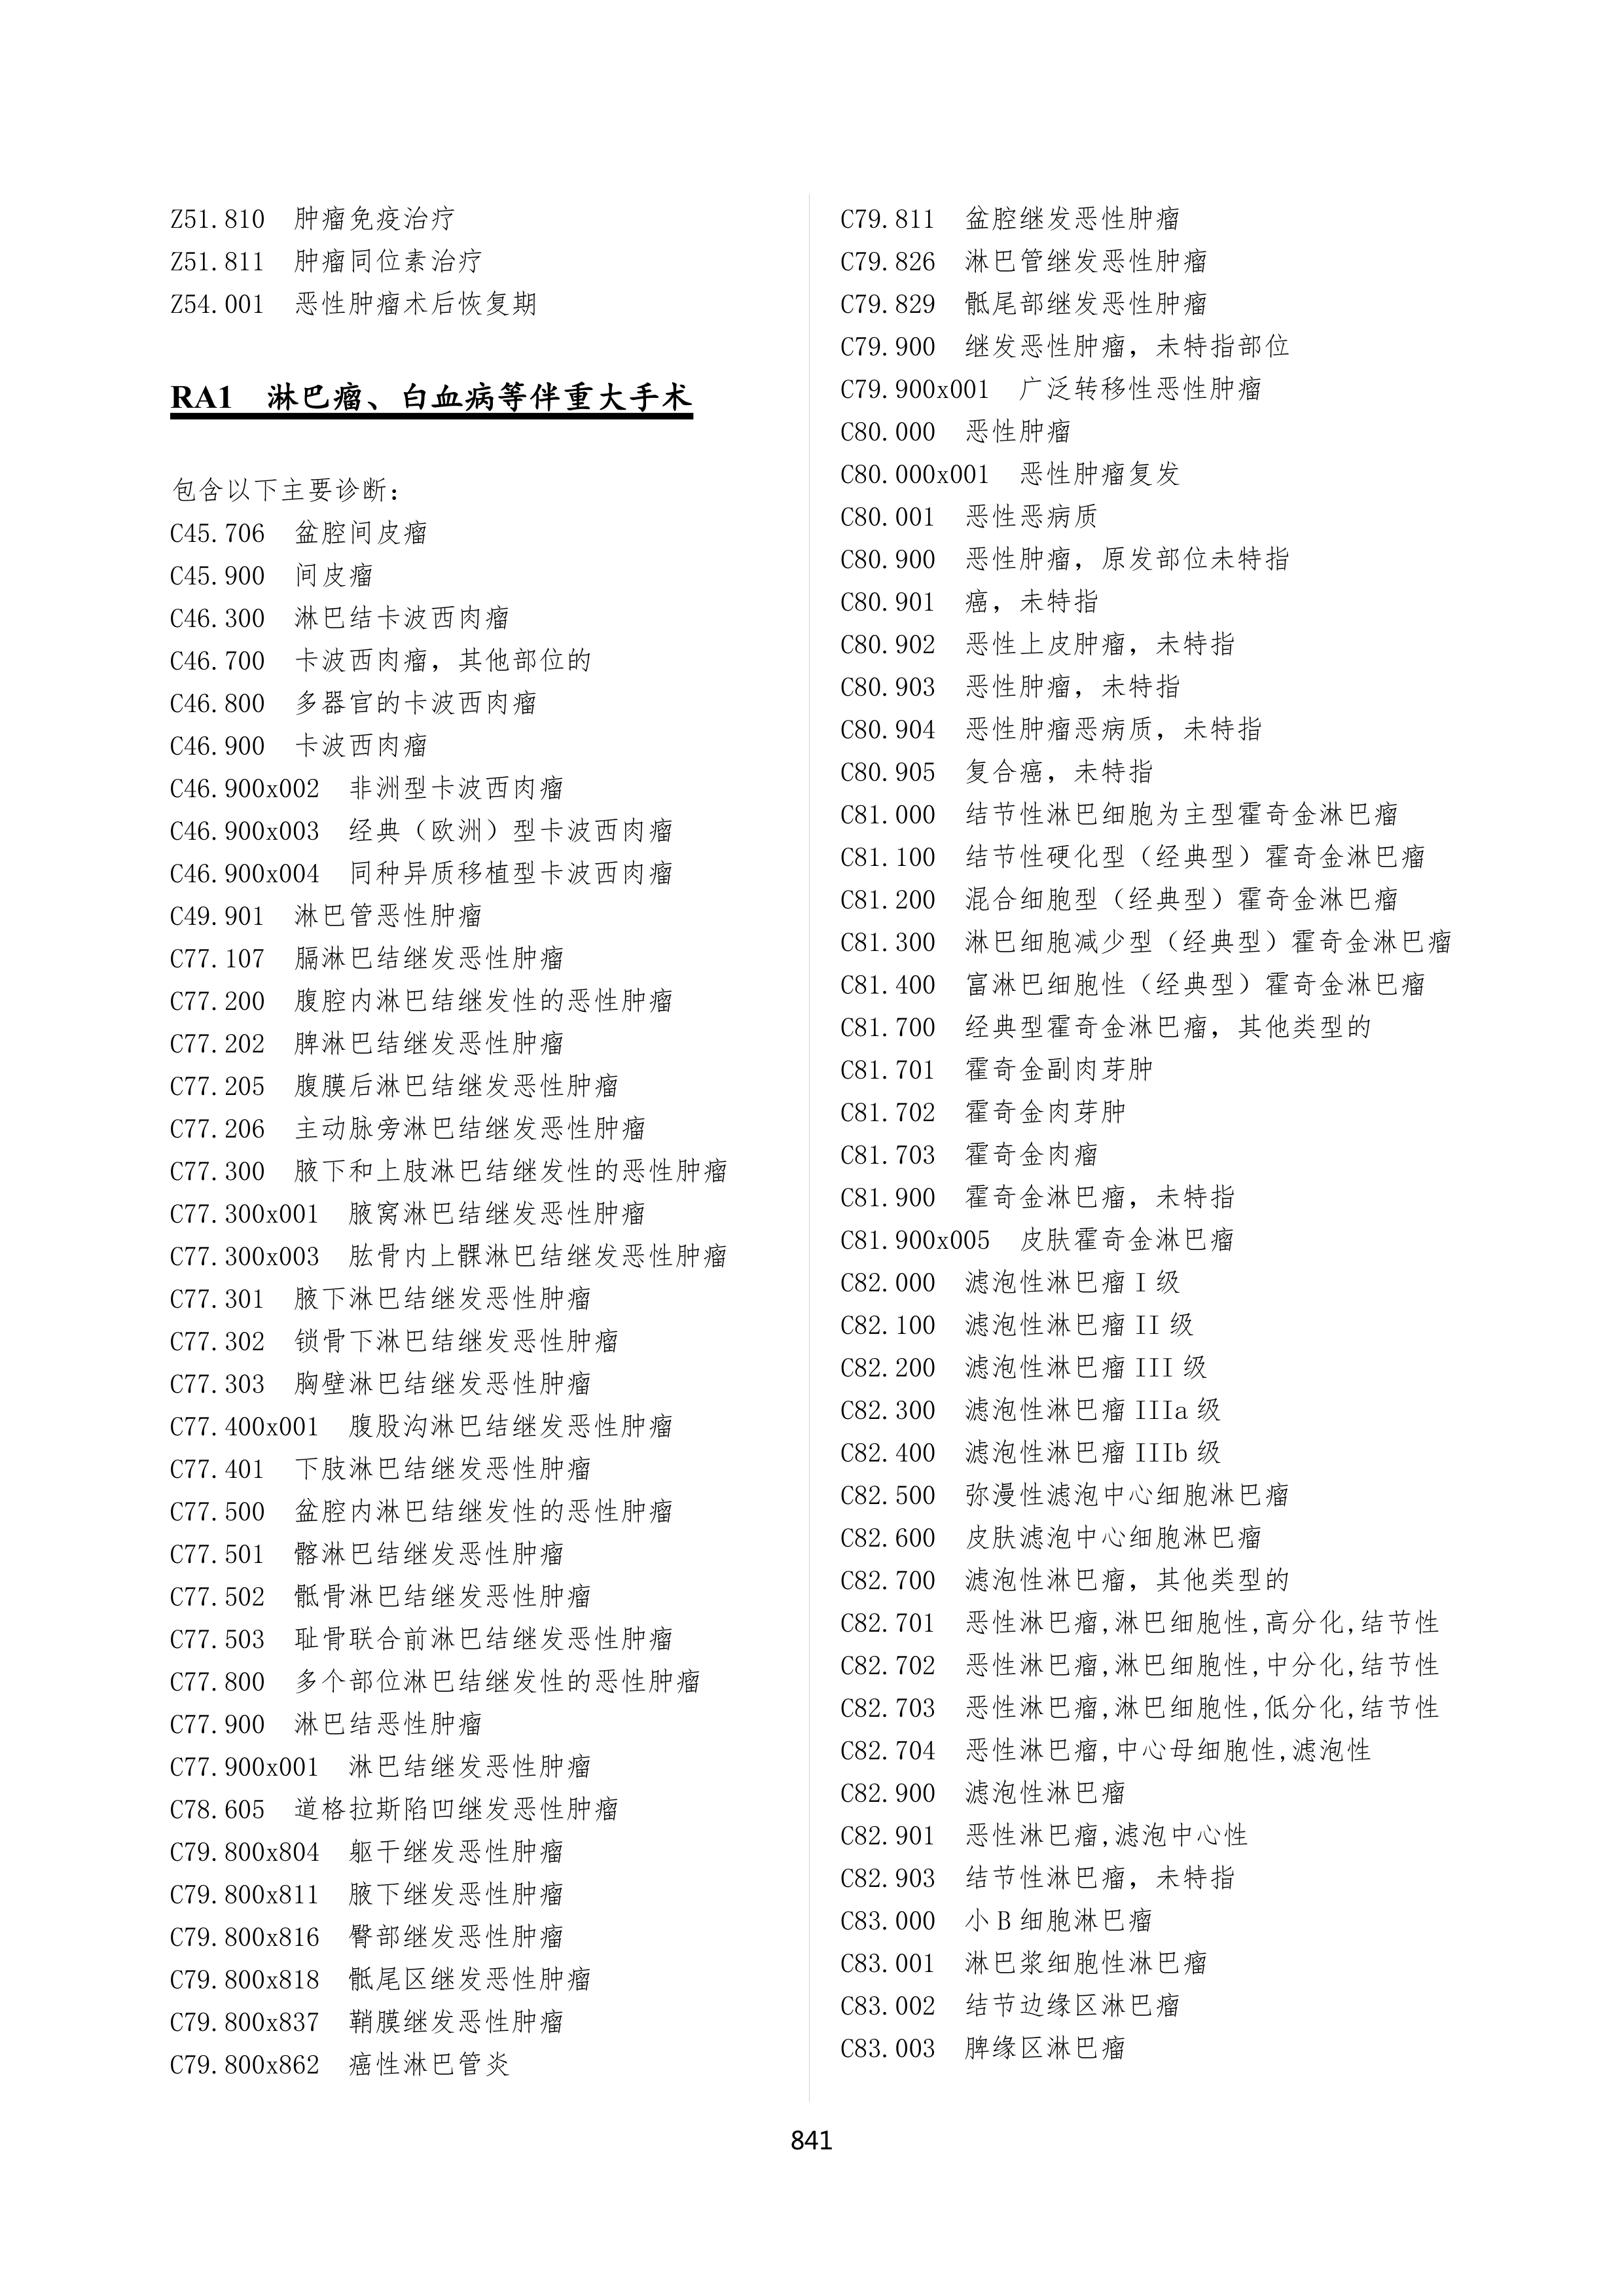 Z51.810 肿瘤免疫治疗
Z51.811 肿瘤同位素治疗
Z54.001 恶性肿瘤术后恢复期
RA1 淋巴瘤、白血病等伴重大手术
包含以下主要诊断：
C45.706 盆腔间皮瘤
C45.900 间皮瘤
C46.300 淋巴结卡波西肉瘤
C46.700 卡波西肉瘤，其他部位的
C46.800 多器官的卡波西肉瘤
C46.900 卡波西肉瘤
C46.900x002 非洲型卡波西肉瘤
C46.900x003 经典（欧洲）型卡波西肉瘤
C46.900x004 同种异质移植型卡波西肉瘤
C49.901 淋巴管恶性肿瘤
C77.107 膈淋巴结继发恶性肿瘤
C77.200 腹腔内淋巴结继发性的恶性肿瘤
C77.202 脾淋巴结继发恶性肿瘤
C77.205 腹膜后淋巴结继发恶性肿瘤
C77.206 主动脉旁淋巴结继发恶性肿瘤
C77.300 腋下和上肢淋巴结继发性的恶性肿瘤
C77.300x001 腋窝淋巴结继发恶性肿瘤
C77.300x003 肱骨内上髁淋巴结继发恶性肿瘤
C77.301 腋下淋巴结继发恶性肿瘤
C77.302 锁骨下淋巴结继发恶性肿瘤
C77.303 胸壁淋巴结继发恶性肿瘤
C77.400x001 腹股沟淋巴结继发恶性肿瘤
C77.401 下肢淋巴结继发恶性肿瘤
C77.500 盆腔内淋巴结继发性的恶性肿瘤
C77.501 髂淋巴结继发恶性肿瘤
C77.502 骶骨淋巴结继发恶性肿瘤
C77.503 耻骨联合前淋巴结继发恶性肿瘤
C77.800 多个部位淋巴结继发性的恶性肿瘤
C77.900 淋巴结恶性肿瘤
C77.900x001 淋巴结继发恶性肿瘤
C78.605 道格拉斯陷凹继发恶性肿瘤
C79.800x804 躯干继发恶性肿瘤
C79.800x811 腋下继发恶性肿瘤
C79.800x816 臀部继发恶性肿瘤
C79.800x818 骶尾区继发恶性肿瘤
C79.800x837 鞘膜继发恶性肿瘤
C79.800x862 癌性淋巴管炎
C79.811 盆腔继发恶性肿瘤
C79.826 淋巴管继发恶性肿瘤
C79.829 骶尾部继发恶性肿瘤
C79.900 继发恶性肿瘤，未特指部位
C79.900x001 广泛转移性恶性肿瘤
C80.000 恶性肿瘤
C80.000x001 恶性肿瘤复发
C80.001 恶性恶病质
C80.900 恶性肿瘤，原发部位未特指
C80.901 癌，未特指
C80.902 恶性上皮肿瘤，未特指
C80.903 恶性肿瘤，未特指
C80.904 恶性肿瘤恶病质，未特指
C80.905 复合癌，未特指
C81.000 结节性淋巴细胞为主型霍奇金淋巴瘤
C81.100 结节性硬化型（经典型）霍奇金淋巴瘤
C81.200 混合细胞型（经典型）霍奇金淋巴瘤
C81.300 淋巴细胞减少型（经典型）霍奇金淋巴瘤
C81.400 富淋巴细胞性（经典型）霍奇金淋巴瘤
C81.700 经典型霍奇金淋巴瘤，其他类型的
C81.701 霍奇金副肉芽肿
C81.702 霍奇金肉芽肿
C81.703 霍奇金肉瘤
C81.900 霍奇金淋巴瘤，未特指
C81.900x005 皮肤霍奇金淋巴瘤
C82.000 滤泡性淋巴瘤 I 级
C82.100 滤泡性淋巴瘤 II 级
C82.200 滤泡性淋巴瘤 III 级
C82.300 滤泡性淋巴瘤 IIIa 级
C82.400 滤泡性淋巴瘤 IIIb 级
C82.500 弥漫性滤泡中心细胞淋巴瘤
C82.600 皮肤滤泡中心细胞淋巴瘤
C82.700 滤泡性淋巴瘤，其他类型的
C82.701 恶性淋巴瘤,淋巴细胞性,高分化,结节性
C82.702 恶性淋巴瘤,淋巴细胞性,中分化,结节性
C82.703 恶性淋巴瘤,淋巴细胞性,低分化,结节性
C82.704 恶性淋巴瘤,中心母细胞性,滤泡性
C82.900 滤泡性淋巴瘤
C82.901 恶性淋巴瘤,滤泡中心性
C82.903 结节性淋巴瘤，未特指
C83.000 小 B 细胞淋巴瘤
C83.001 淋巴浆细胞性淋巴瘤
C83.002 结节边缘区淋巴瘤
C83.003 脾缘区淋巴瘤
841